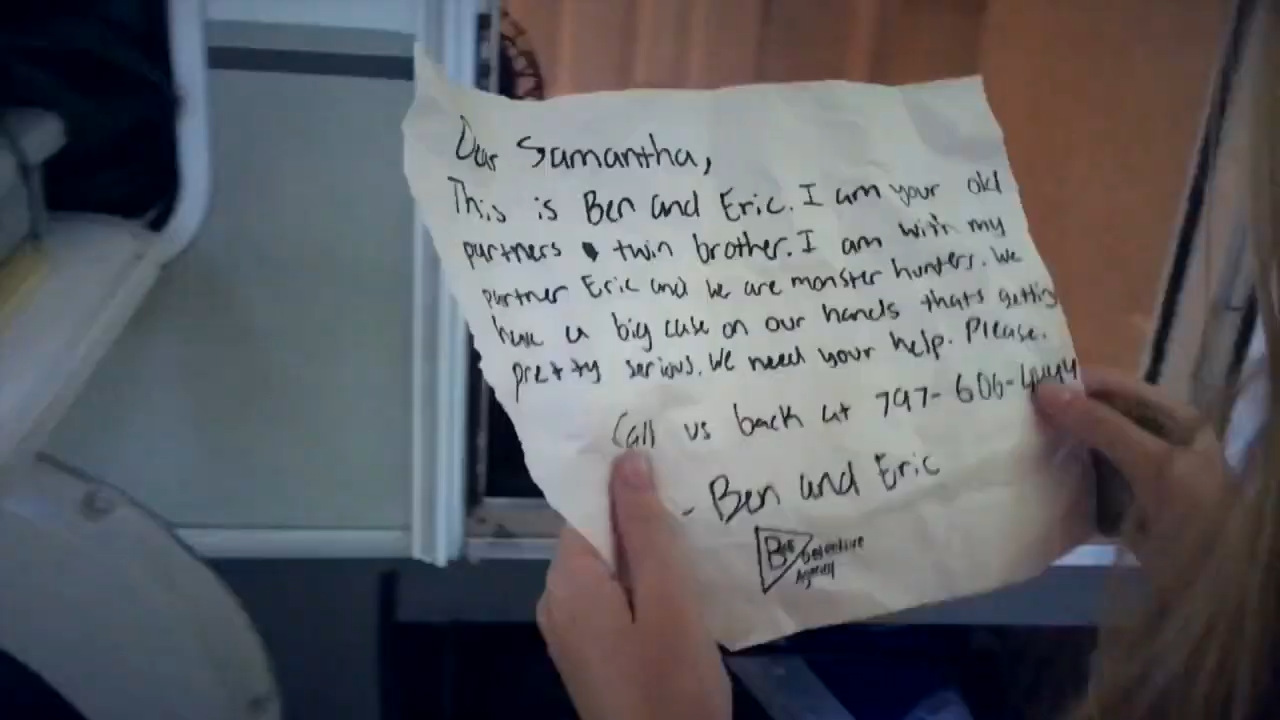 Dear Samantha,
This is Ben and Eric. I am your old
partners twin brother. I am with my
partner Eric and we are monster hunters. We
have a big case on our hands thats getting
pretty serious. We need your help. Please.
Call us back at 797-606-4444
- Ben and Eric
Detective
Agency